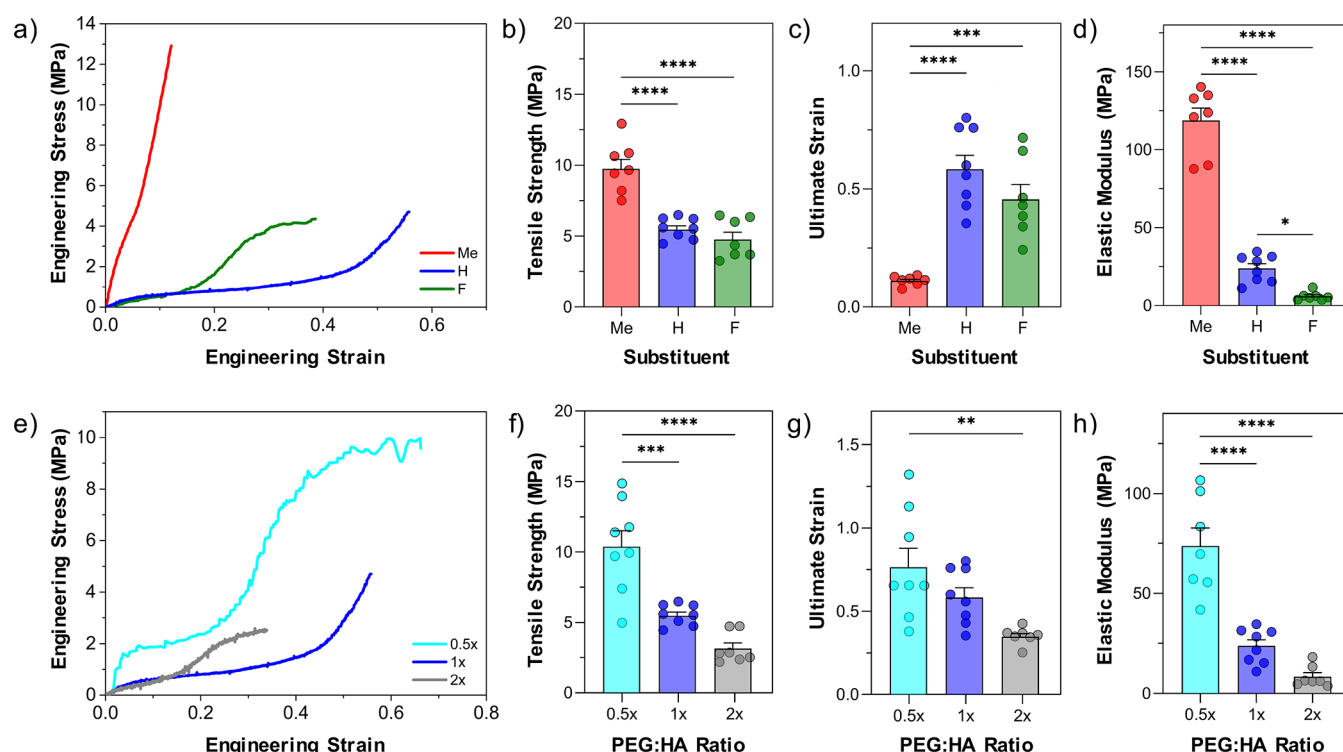 a)
Engineering Stress (MPa)
14
12
10
8
6
4
2
0
0.0 0.2 0.4 0.6
Engineering Strain
Me
H
F
b)
Tensile Strength (MPa)
20
15
10
5
0
****
****
Me H F
Substituent
c)
Ultimate Strain
1.0
0.5
0.0
***
****
Me H F
Substituent
d)
Elastic Modulus (MPa)
150
100
50
0
****
****
*
Me H F
Substituent
e)
Engineering Stress (MPa)
10
8
6
4
2
0
0.0 0.2 0.4 0.6 0.8
Engineering Strain
0.5x
1x
2x
f)
Tensile Strength (MPa)
20
15
10
5
0
****
***
0.5x 1x 2x
PEG:HA Ratio
g)
Ultimate Strain
1.5
1.0
0.5
0.0
**
0.5x 1x 2x
PEG:HA Ratio
h)
Elastic Modulus (MPa)
100
50
0
****
****
0.5x 1x 2x
PEG:HA Ratio